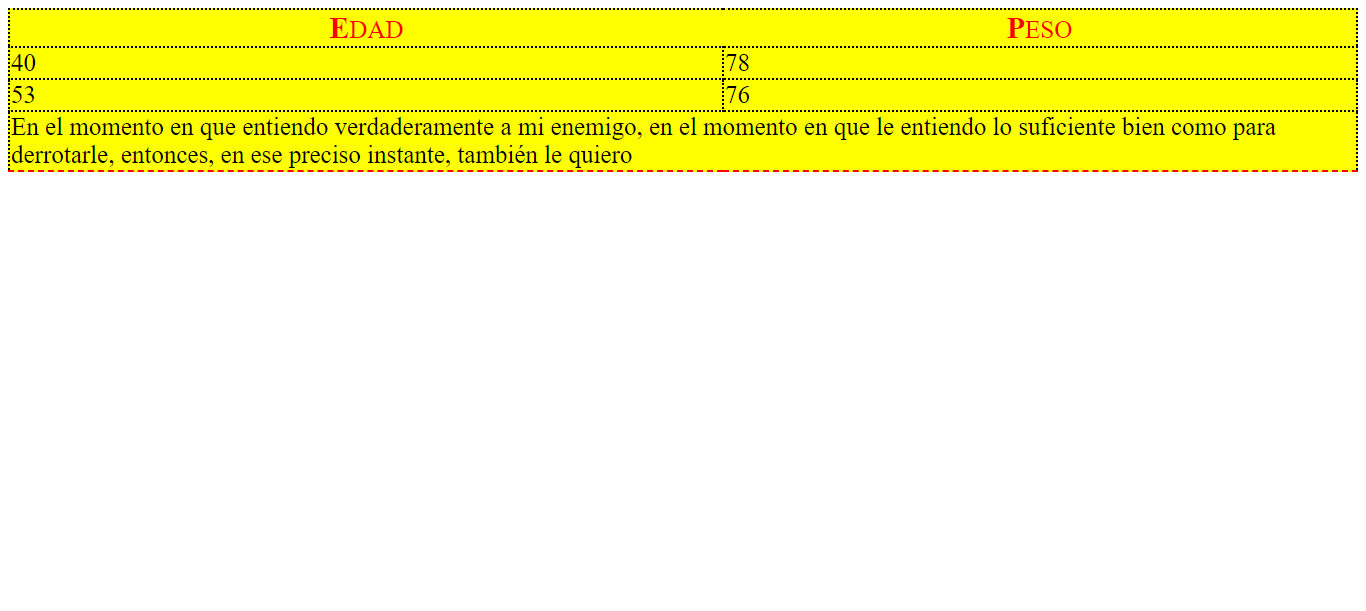 EDAD PESO
40 78
53 76
En el momento en que entiendo verdaderamente a mi enemigo, en el momento en que le entiendo lo suficiente bien como para
derrotarle, entonces, en ese preciso instante, también le quiero